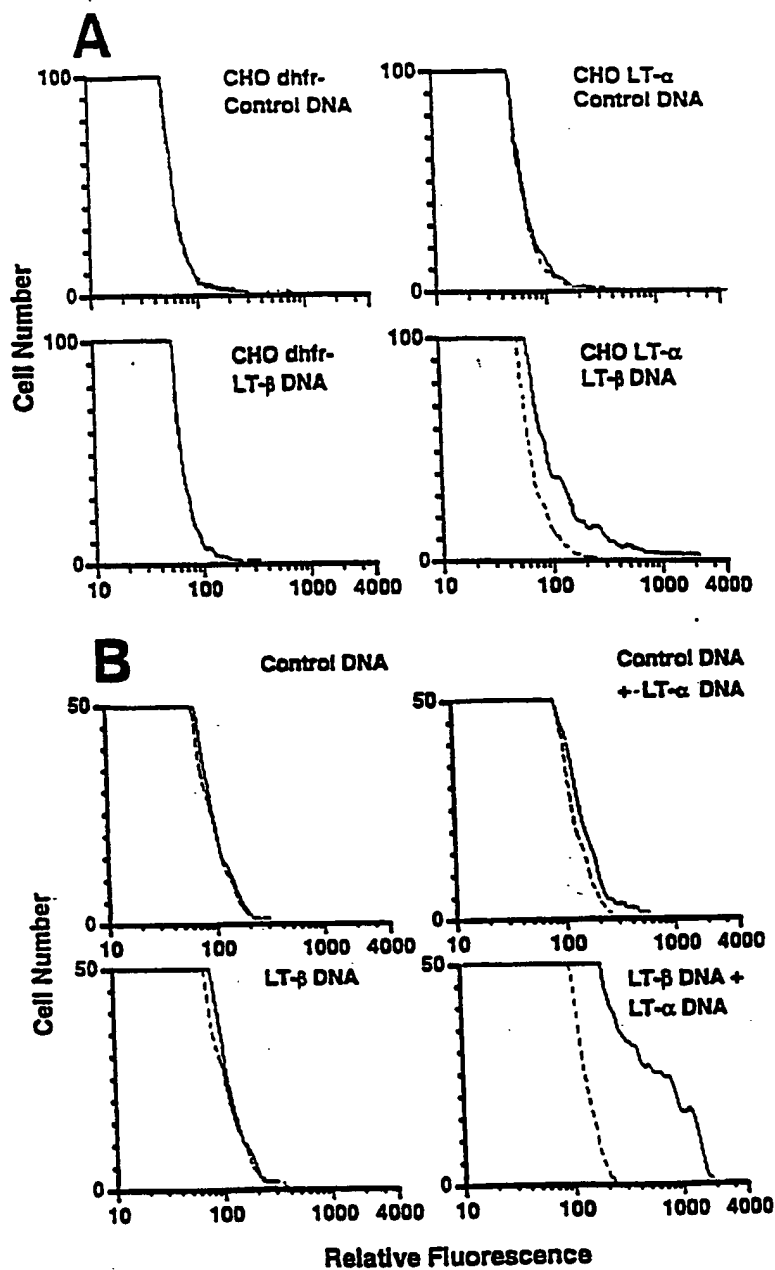 A
100
CHO dhfr-
Control DNA
0
100
CHO LT-α
Control DNA
0
Cell Number
100
CHO dhfr-
LT-β DNA
0
10 100 1000 4000
100
CHO LT-α
LT-β DNA
0
10 100 1000 4000
B
Control DNA
50
0
10 100 1000 4000
Control DNA
+-LT-α DNA
50
0
10 100 1000 4000
Cell Number
50
LT-β DNA
0
10 100 1000 4000
50
LT-β DNA +
LT-α DNA
0
10 100 1000 4000
Relative Fluorescence